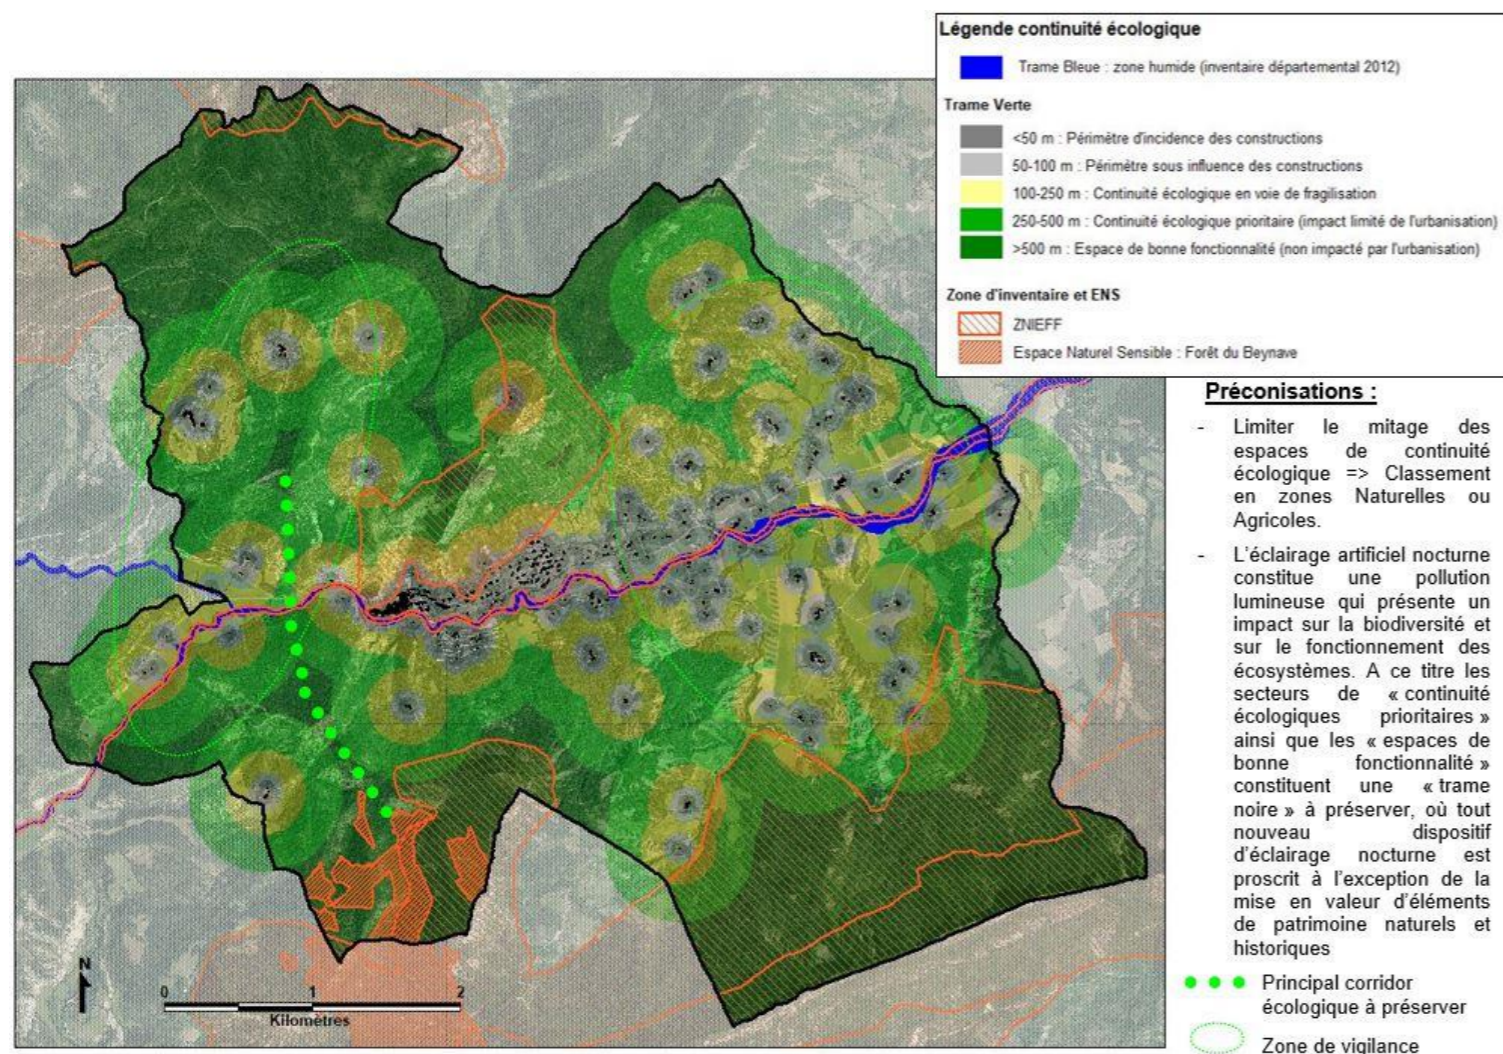 Légende continuité écologique
Trame Bleue : zone humide (inventaire départemental 2012)
Trame Verte
<50 m : Périmètre d'incidence des constructions
50-100 m : Périmètre sous influence des constructions
100-250 m : Continuité écologique en voie de fragilisation
250-500 m : Continuité écologique prioritaire (impact limité de l'urbanisation)
>500 m : Espace de bonne fonctionnalité (non impacté par l'urbanisation)
Zone d'inventaire et ENS
ZNIEFF
Espace Naturel Sensible : Forêt du Beynave
Préconisations :
- Limiter le mitage des
espaces de continuité
écologique => Classement
en zones Naturelles ou
Agricoles.
- L'éclairage artificiel nocturne
constitue une pollution
lumineuse qui présente un
impact sur la biodiversité et
sur le fonctionnement des
écosystèmes. A ce titre les
secteurs de « continuité
écologiques prioritaires »
ainsi que les « espaces de
bonne fonctionnalité »
constituent une « trame
noire » à préserver, où tout
nouveau dispositif
d'éclairage nocturne est
proscrit à l'exception de la
mise en valeur d'éléments
de patrimoine naturels et
historiques
Principal corridor
écologique à préserver
Zone de vigilance
N
0 1 2
Kilomètres